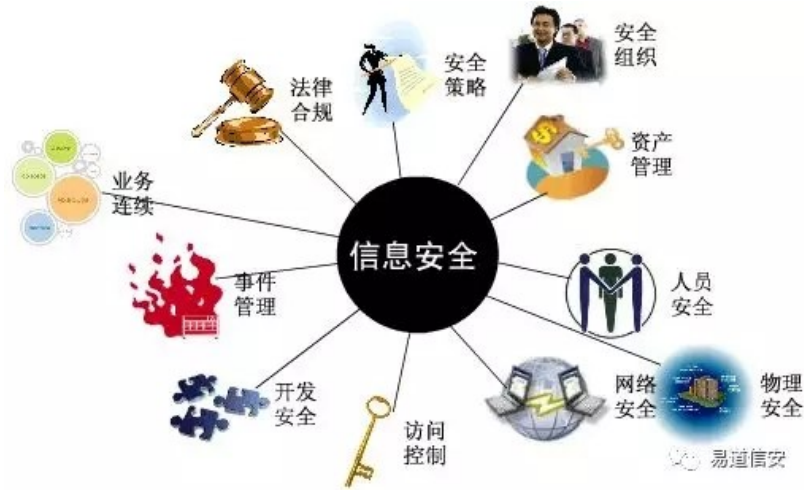 安全
组织
安全
策略
法律
合规
资产
管理
业务
连续
信息安全
事件
管理
人员
安全
开发
安全
网络
安全
物理
安全
访问
控制
易道信安